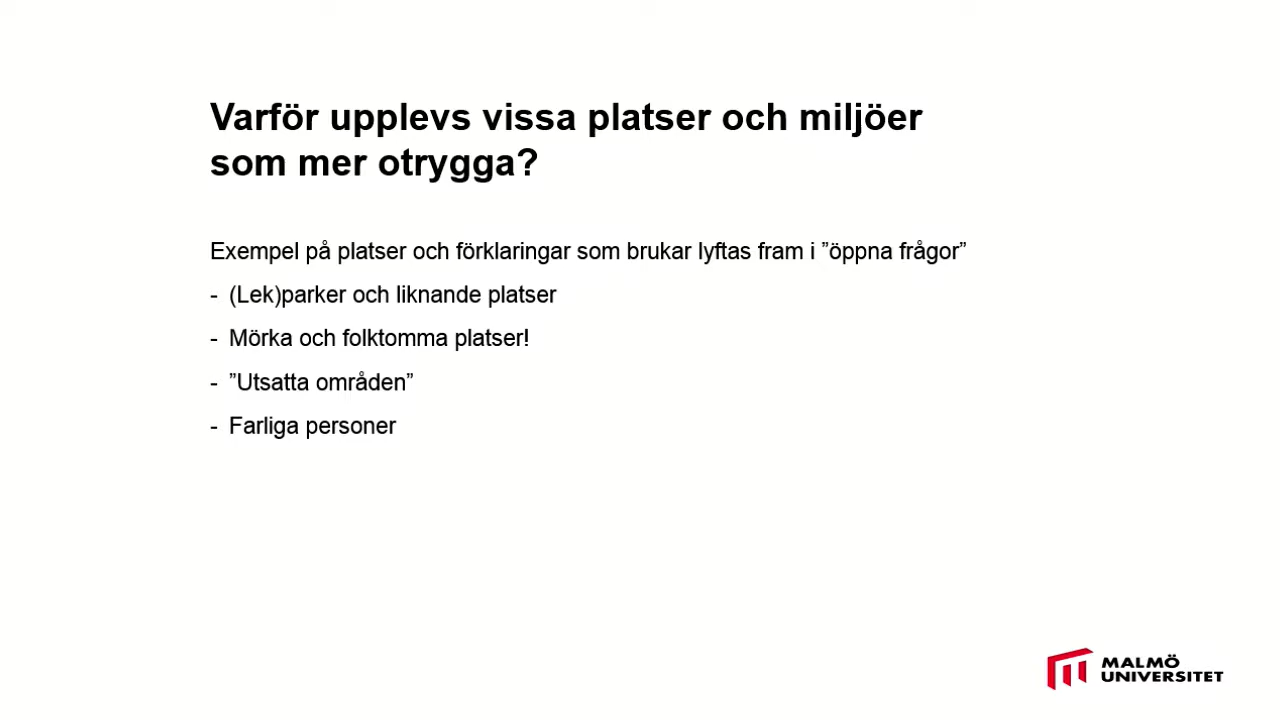 Varför upplevs vissa platser och miljöer
som mer otrygga?
Exempel på platser och förklaringar som brukar lyftas fram i ”öppna frågor”
- (Lek)parker och liknande platser
- Mörka och folktomma platser!
- ”Utsatta områden”
- Farliga personer
MALMÖ
UNIVERSITET